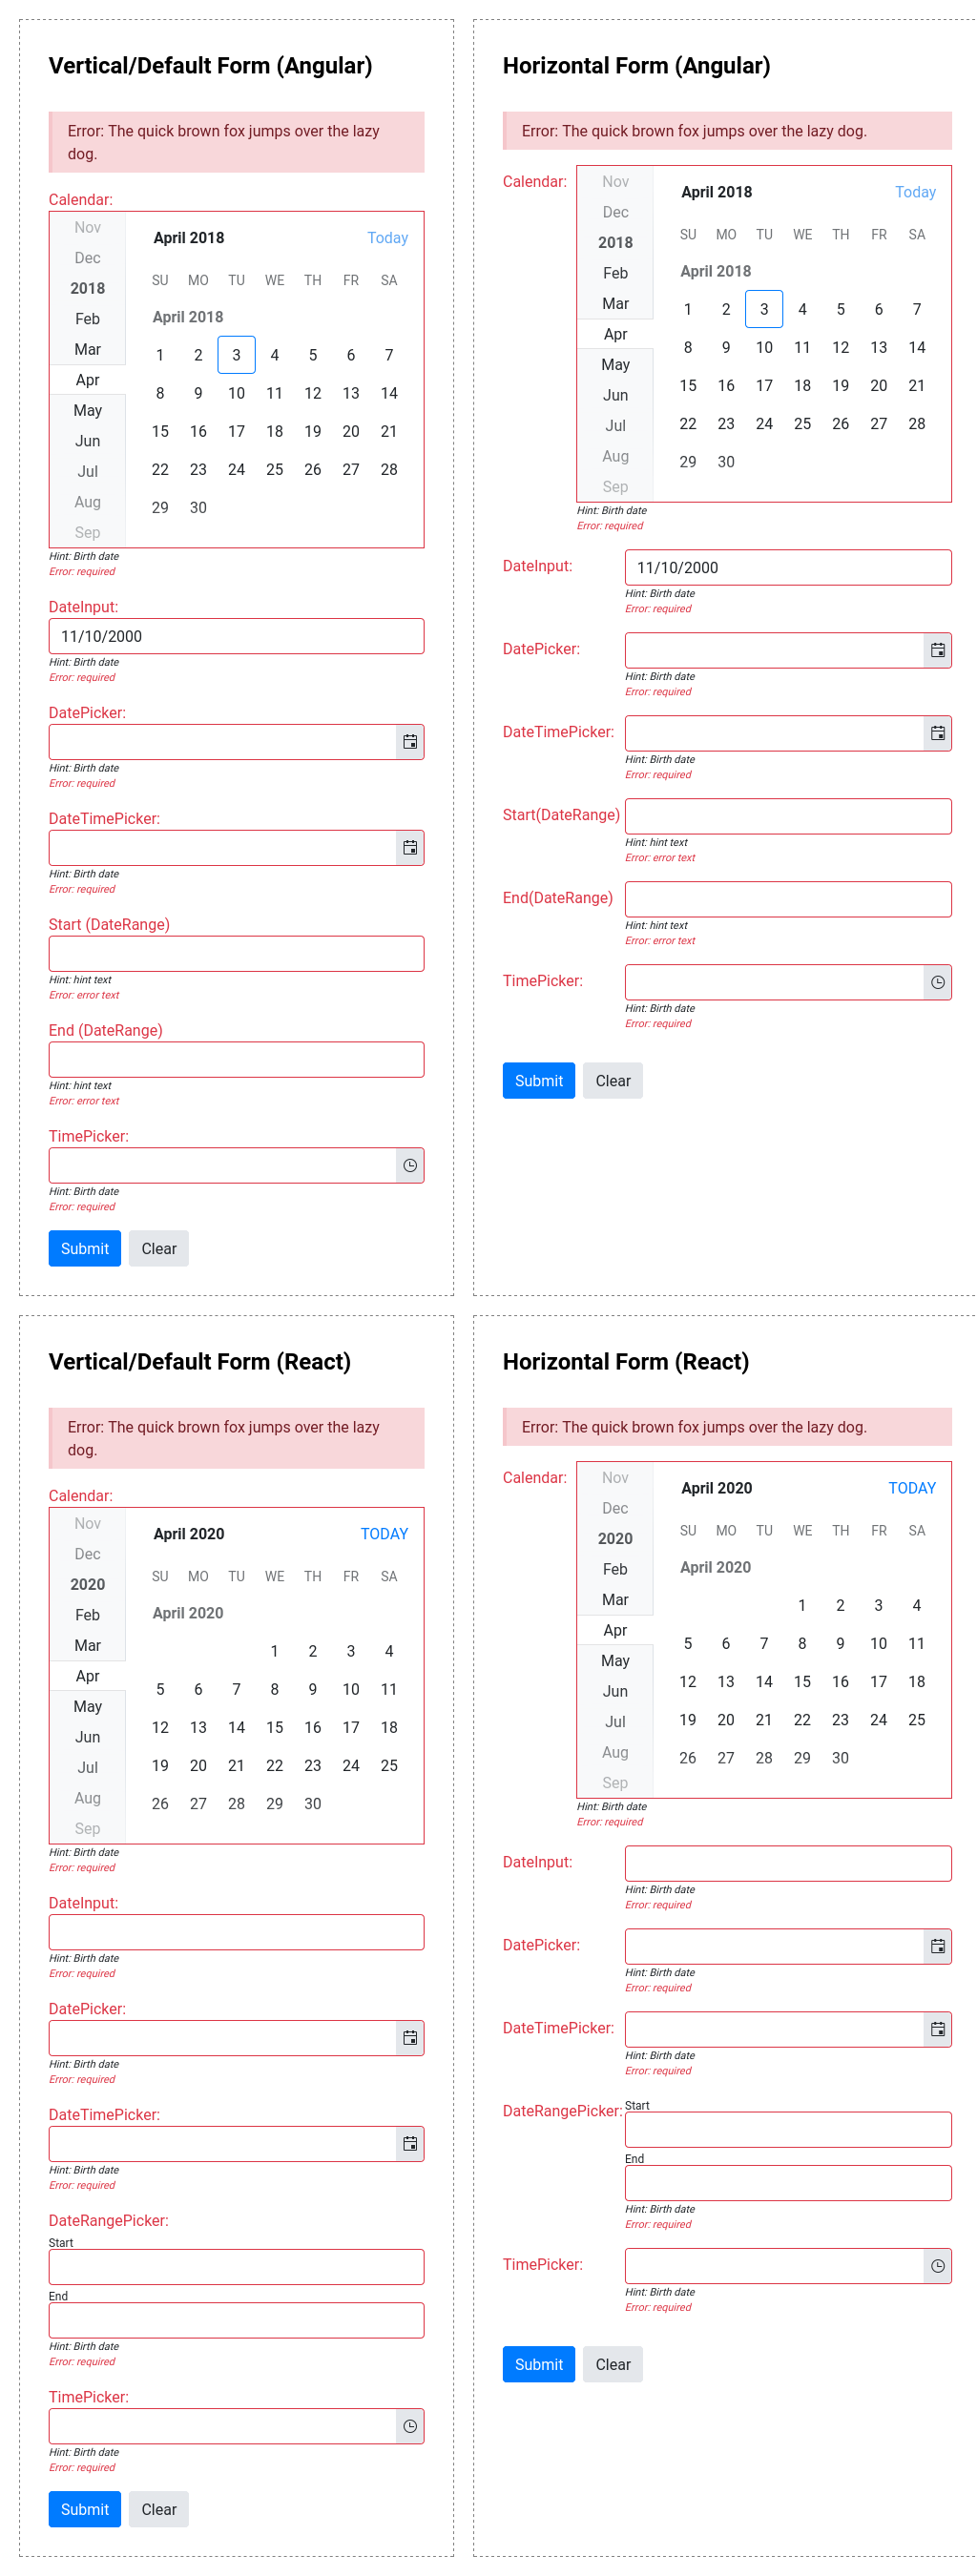 Vertical/Default Form (Angular)
Error: The quick brown fox jumps over the lazy
dog.
Calendar:
Nov
Dec
2018
Feb
Mar
Apr
May
Jun
Jul
Aug
Sep
April 2018 Today
SU MO TU WE TH FR SA
April 2018
1 2 3 4 5 6 7
8 9 10 11 12 13 14
15 16 17 18 19 20 21
22 23 24 25 26 27 28
29 30
Hint: Birth date
Error: required
DateInput:
11/10/2000
Hint: Birth date
Error: required
DatePicker:
Hint: Birth date
Error: required
DateTimePicker:
Hint: Birth date
Error: required
Start (DateRange)
Hint: hint text
Error: error text
End (DateRange)
Hint: hint text
Error: error text
TimePicker:
Hint: Birth date
Error: required
Submit Clear
Horizontal Form (Angular)
Error: The quick brown fox jumps over the lazy dog.
Calendar:
Nov
Dec
2018
Feb
Mar
Apr
May
Jun
Jul
Aug
Sep
April 2018 Today
SU MO TU WE TH FR SA
April 2018
1 2 3 4 5 6 7
8 9 10 11 12 13 14
15 16 17 18 19 20 21
22 23 24 25 26 27 28
29 30
Hint: Birth date
Error: required
DateInput: 11/10/2000
Hint: Birth date
Error: required
DatePicker:
Hint: Birth date
Error: required
DateTimePicker:
Hint: Birth date
Error: required
Start(DateRange)
Hint: hint text
Error: error text
End(DateRange)
Hint: hint text
Error: error text
TimePicker:
Hint: Birth date
Error: required
Submit Clear
Vertical/Default Form (React)
Error: The quick brown fox jumps over the lazy
dog.
Calendar:
Nov
Dec
2020
Feb
Mar
Apr
May
Jun
Jul
Aug
Sep
April 2020 TODAY
SU MO TU WE TH FR SA
April 2020
1 2 3 4
5 6 7 8 9 10 11
12 13 14 15 16 17 18
19 20 21 22 23 24 25
26 27 28 29 30
Hint: Birth date
Error: required
DateInput:
Hint: Birth date
Error: required
DatePicker:
Hint: Birth date
Error: required
DateTimePicker:
Hint: Birth date
Error: required
DateRangePicker:
Start
End
Hint: Birth date
Error: required
TimePicker:
Hint: Birth date
Error: required
Submit Clear
Horizontal Form (React)
Error: The quick brown fox jumps over the lazy dog.
Calendar:
Nov
Dec
2020
Feb
Mar
Apr
May
Jun
Jul
Aug
Sep
April 2020 TODAY
SU MO TU WE TH FR SA
April 2020
1 2 3 4
5 6 7 8 9 10 11
12 13 14 15 16 17 18
19 20 21 22 23 24 25
26 27 28 29 30
Hint: Birth date
Error: required
DateInput:
Hint: Birth date
Error: required
DatePicker:
Hint: Birth date
Error: required
DateTimePicker:
Hint: Birth date
Error: required
DateRangePicker: Start
End
Hint: Birth date
Error: required
TimePicker:
Hint: Birth date
Error: required
Submit Clear